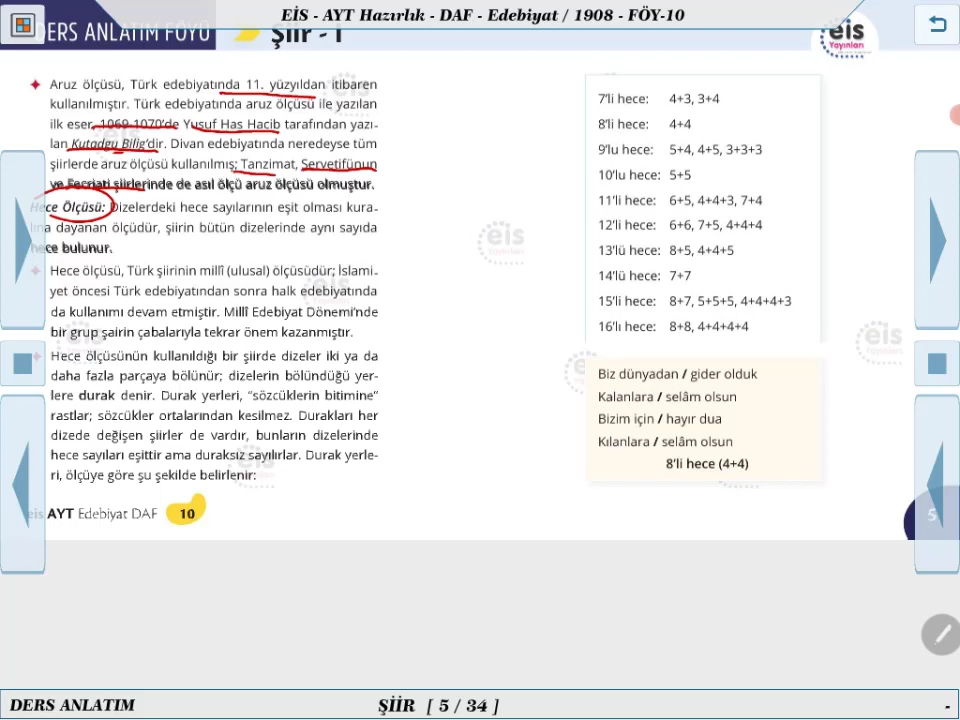 EİS - AYT Hazırlık - DAF - Edebiyat / 1908 - FÖY-10
DERS ANLATIM FÖYÜ
Şiir - I
eis
Yayınları
Aruz ölçüsü, Türk edebiyatında 11. yüzyıldan itibaren
kullanılmıştır. Türk edebiyatında aruz ölçüsü ile yazılan
ilk eser, 1069-1070’de Yusuf Has Hacib tarafından yazı-
lan Kutadgu Bilig’dir. Divan edebiyatında neredeyse tüm
şiirlerde aruz ölçüsü kullanılmış; Tanzimat, Servetifünun
ve Fecriati şiirlerinde de asıl ölçü aruz ölçüsü olmuştur.
Hece Ölçüsü: Dizelerdeki hece sayılarının eşit olması kura-
lına dayanan ölçüdür, şiirin bütün dizelerinde aynı sayıda
hece bulunur.
Hece ölçüsü, Türk şiirinin millî (ulusal) ölçüsüdür; İslami-
yet öncesi Türk edebiyatından sonra halk edebiyatında
da kullanımı devam etmiştir. Millî Edebiyat Dönemi’nde
bir grup şairin çabalarıyla tekrar önem kazanmıştır.
Hece ölçüsünün kullanıldığı bir şiirde dizeler iki ya da
daha fazla parçaya bölünür; dizelerin bölündüğü yer-
lere durak denir. Durak yerleri, “sözcüklerin bitimine”
rastlar; sözcükler ortalarından kesilmez. Durakları her
dizede değişen şiirler de vardır, bunların dizelerinde
hece sayıları eşittir ama duraksız sayılırlar. Durak yerle-
ri, ölçüye göre şu şekilde belirlenir:
eis AYT Edebiyat DAF 10
7’li hece: 4+3, 3+4
8’li hece: 4+4
9’lu hece: 5+4, 4+5, 3+3+3
10’lu hece: 5+5
11’li hece: 6+5, 4+4+3, 7+4
12’li hece: 6+6, 7+5, 4+4+4
13’lü hece: 8+5, 4+4+5
14’lü hece: 7+7
15’li hece: 8+7, 5+5+5, 4+4+4+3
16’lı hece: 8+8, 4+4+4+4
Biz dünyadan / gider olduk
Kalanlara / selâm olsun
Bizim için / hayır dua
Kılanlara / selâm olsun
8’li hece (4+4)
5
DERS ANLATIM
ŞİİR [ 5 / 34 ]
-